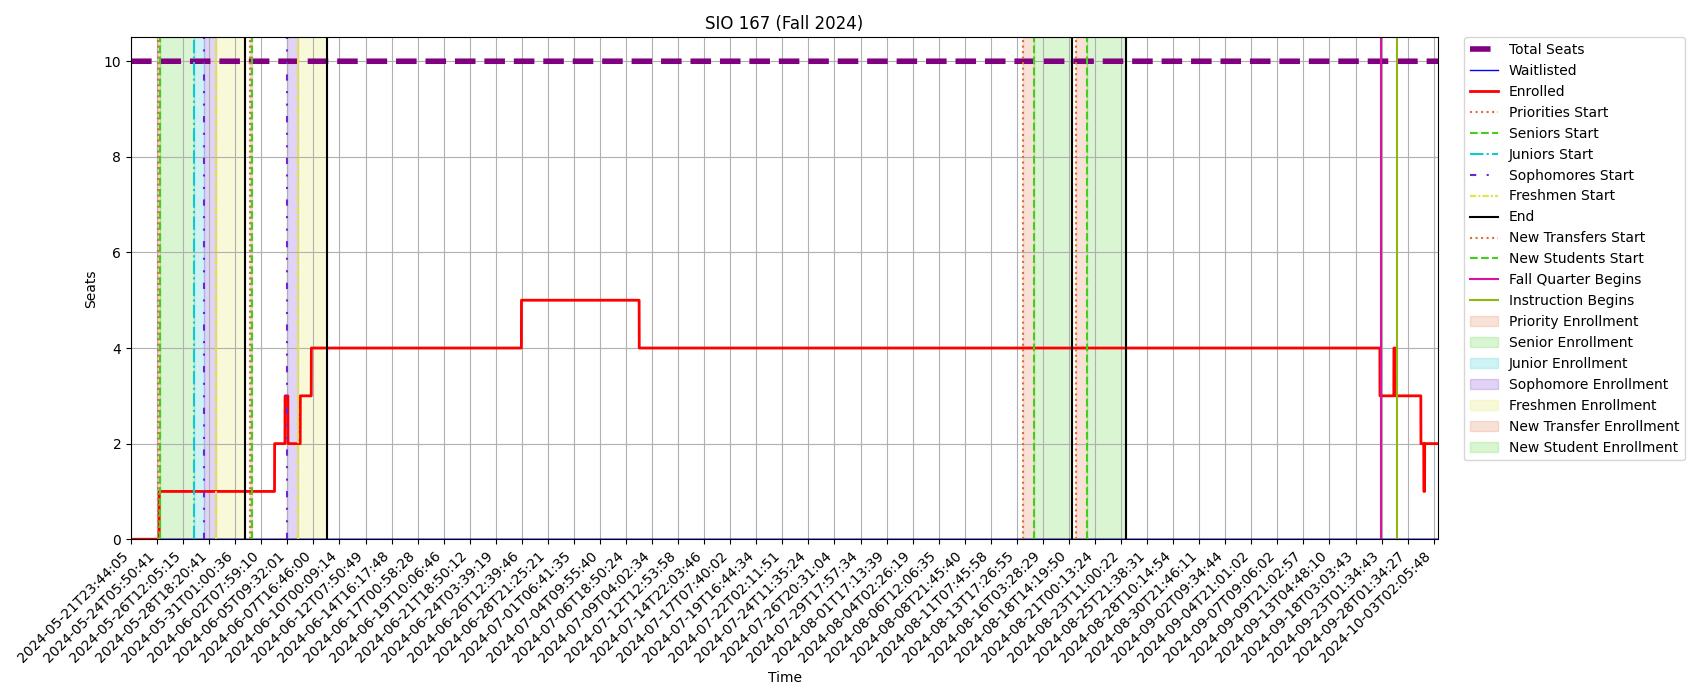 SIO 167 (Fall 2024)
Seats
10
8
6
4
2
0
2024-05-21T23:44:05
2024-05-24T05:50:41
2024-05-26T12:05:15
2024-05-28T18:20:41
2024-05-31T01:00:36
2024-06-02T07:59:10
2024-06-05T09:32:01
2024-06-07T16:46:00
2024-06-10T00:09:14
2024-06-12T07:50:49
2024-06-14T16:17:48
2024-06-17T00:58:28
2024-06-19T10:06:46
2024-06-21T18:50:12
2024-06-24T03:39:19
2024-06-26T12:39:46
2024-06-28T21:25:21
2024-07-01T06:41:35
2024-07-04T09:55:40
2024-07-06T18:50:24
2024-07-09T04:02:34
2024-07-12T12:53:58
2024-07-14T22:03:46
2024-07-17T07:40:02
2024-07-19T16:44:34
2024-07-22T02:11:51
2024-07-24T11:35:24
2024-07-26T20:31:04
2024-07-29T17:57:34
2024-08-01T17:13:39
2024-08-04T02:26:19
2024-08-06T12:06:35
2024-08-08T21:45:40
2024-08-11T07:45:58
2024-08-13T17:26:55
2024-08-16T03:28:29
2024-08-18T14:19:50
2024-08-21T00:13:24
2024-08-23T11:00:22
2024-08-25T21:38:31
2024-08-28T10:14:54
2024-08-30T21:46:11
2024-09-02T09:34:44
2024-09-04T21:01:02
2024-09-07T09:06:02
2024-09-09T21:02:57
2024-09-13T04:48:10
2024-09-18T03:03:43
2024-09-23T01:34:43
2024-09-28T01:34:27
2024-10-03T02:05:48
Time
Total Seats
Waitlisted
Enrolled
Priorities Start
Seniors Start
Juniors Start
Sophomores Start
Freshmen Start
End
New Transfers Start
New Students Start
Fall Quarter Begins
Instruction Begins
Priority Enrollment
Senior Enrollment
Junior Enrollment
Sophomore Enrollment
Freshmen Enrollment
New Transfer Enrollment
New Student Enrollment